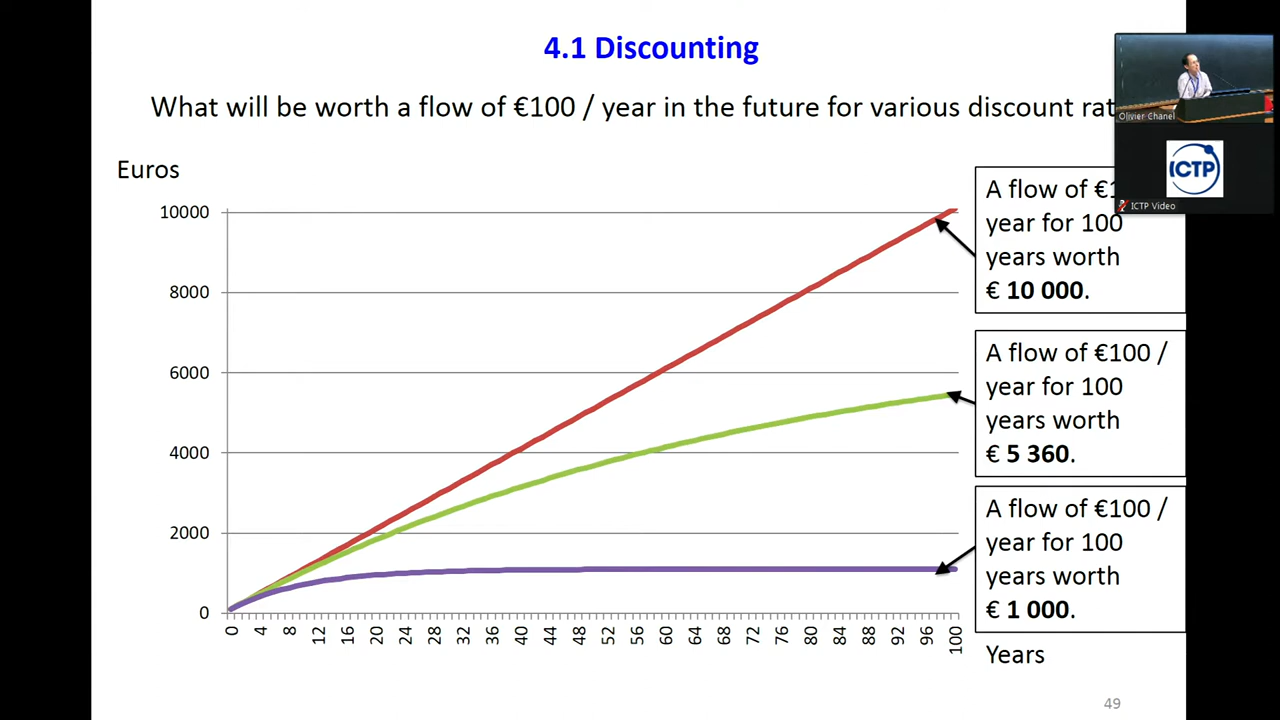 4.1 Discounting
What will be worth a flow of €100 / year in the future for various discount
Olivier Chanel
ICTP
ICTP Video
Euros
10000
8000
6000
4000
2000
0
0 4 8 12 16 20 24 28 32 36 40 44 48 52 56 60 64 68 72 76 80 84 88 92 96 100
Years
A flow of
year for 100
years worth
€ 10 000.
A flow of €100 /
year for 100
years worth
€ 5 360.
A flow of €100 /
year for 100
years worth
€ 1 000.
49